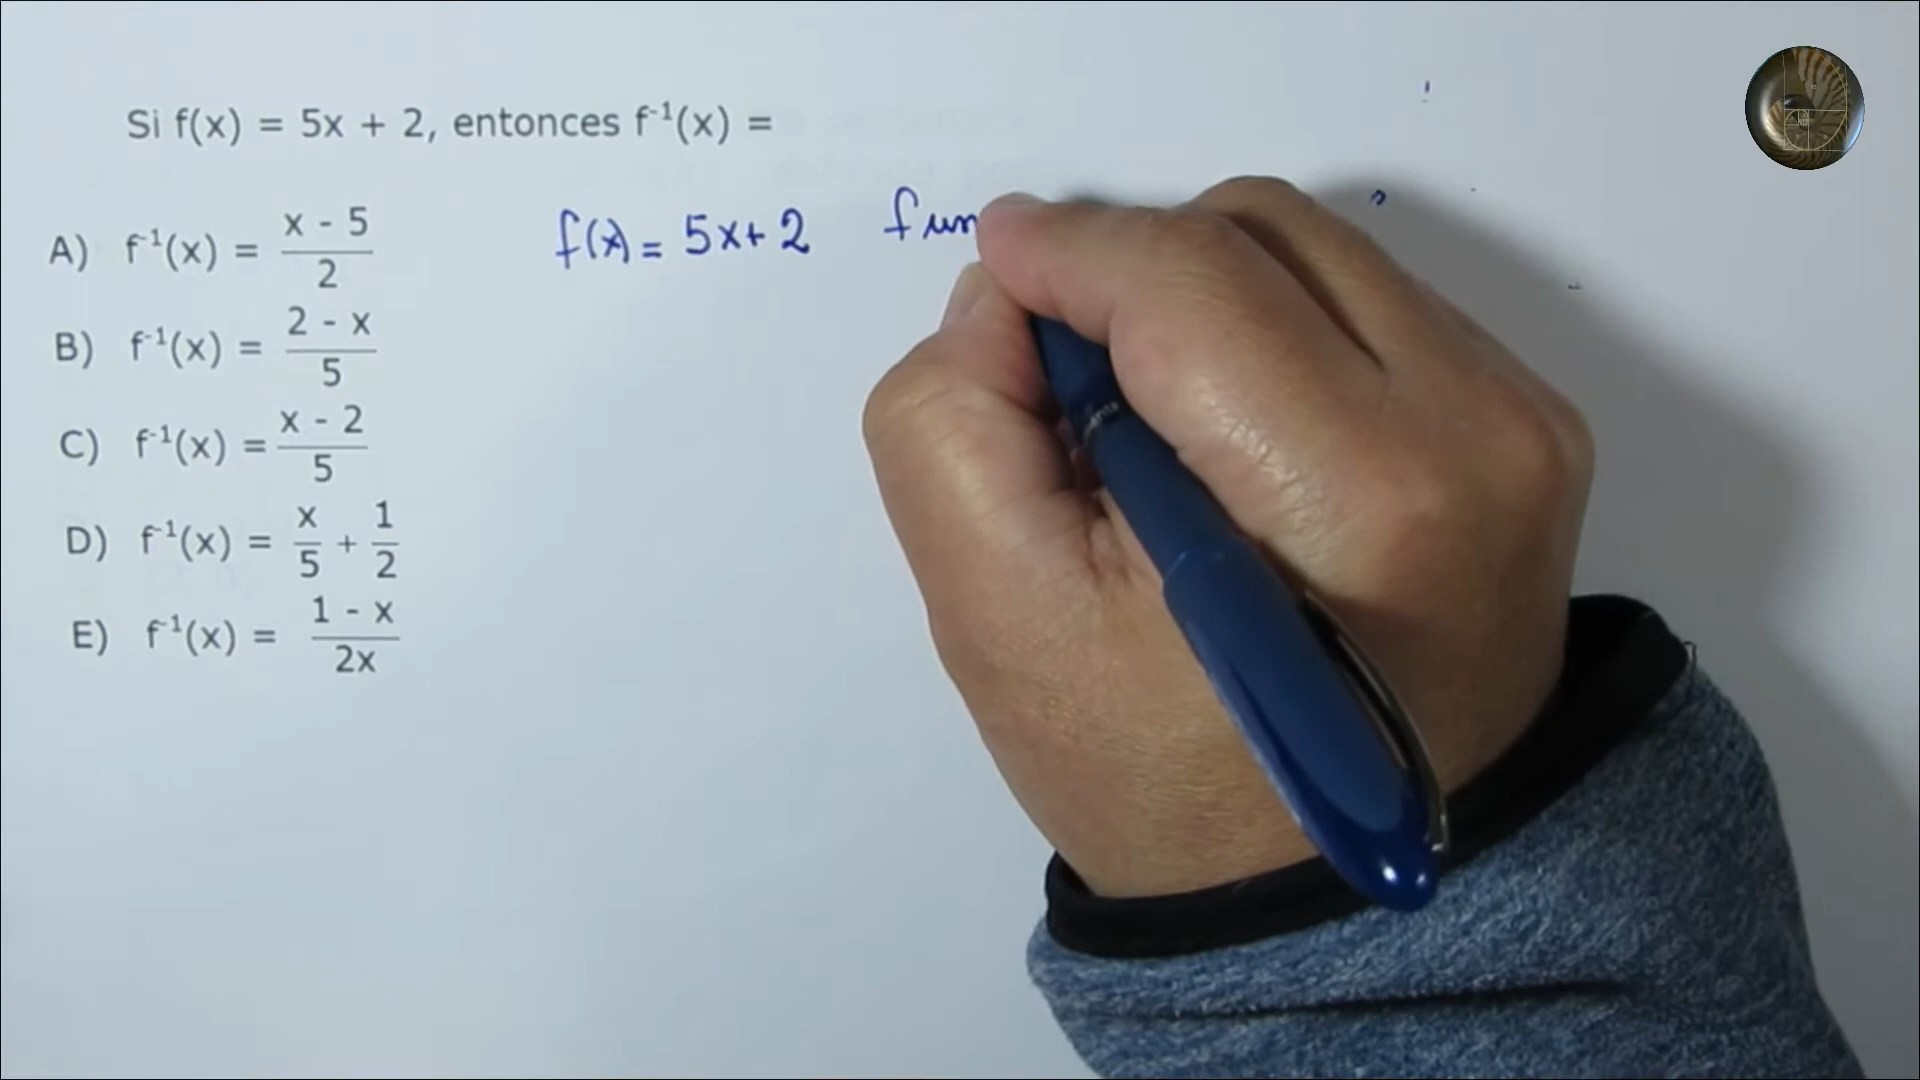 Si f(x) = 5x + 2, entonces f⁻¹(x) =
f(x) = 5x + 2 fun
A) f⁻¹(x) = (x - 5)/2
B) f⁻¹(x) = (2 - x)/5
C) f⁻¹(x) = (x - 2)/5
D) f⁻¹(x) = x/5 + 1/2
E) f⁻¹(x) = (1 - x)/2x